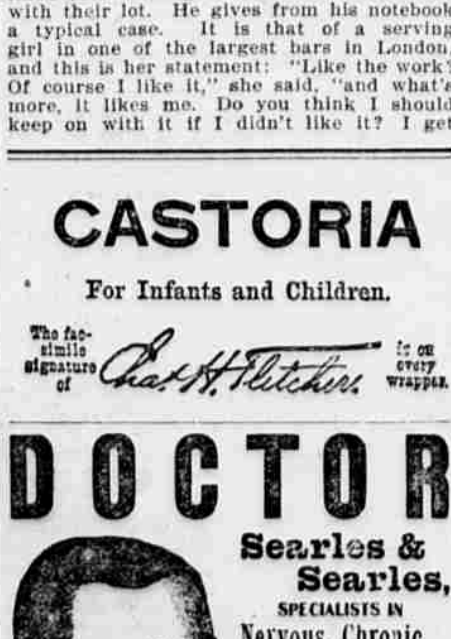 with their lot. He gives from his notebook
a typical case. It is that of a serving
girl in one of the largest bars in London,
and this is her statement: "Like the work?
Of course I like it," she said, "and what's
more, it likes me. Do you think I should
keep on with it if I didn't like it? I get
CASTORIA
For Infants and Children.
The fac-
simile
signature
of
Chas. H. Fletcher.
is on
every
wrapper.
DOCTOR
Searles &
Searles,
SPECIALISTS IN
Nervous, Chronic